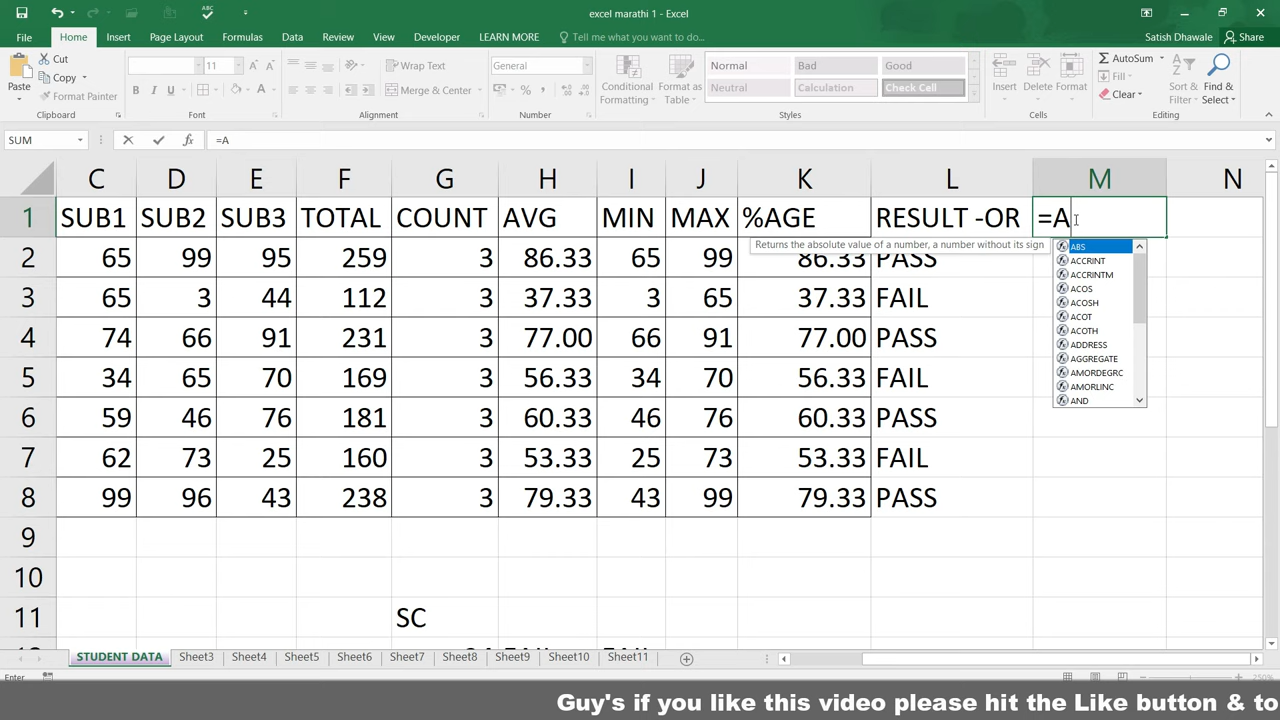 excel marathi 1 - Excel
File Home Insert Page Layout Formulas Data Review View Developer LEARN MORE Tell me what you want to do... Satish Dhawale Share
Paste
Cut
Copy
Format Painter
11
Wrap Text
Merge & Center
General
Conditional Formatting
Format as Table
Normal Bad Good
Neutral Calculation Check Cell
Insert Delete Format
AutoSum
Fill
Clear
Sort & Filter
Find & Select
Clipboard Font Alignment Number Styles Cells Editing
SUM =A
C D E F G H I J K L M N
1 SUB1 SUB2 SUB3 TOTAL COUNT AVG MIN MAX %AGE RESULT -OR =A
Returns the absolute value of a number, a number without its sign
2 65 99 95 259 3 86.33 65 99 86.33 PASS
3 65 3 44 112 3 37.33 3 65 37.33 FAIL
4 74 66 91 231 3 77.00 66 91 77.00 PASS
5 34 65 70 169 3 56.33 34 70 56.33 FAIL
6 59 46 76 181 3 60.33 46 76 60.33 PASS
7 62 73 25 160 3 53.33 25 73 53.33 FAIL
8 99 96 43 238 3 79.33 43 99 79.33 PASS
ABS
ACCRINT
ACCRINTM
ACOS
ACOSH
ACOT
ACOTH
ADDRESS
AGGREGATE
AMORDEGRC
AMORLINC
AND
9
10
11 SC
STUDENT DATA Sheet3 Sheet4 Sheet5 Sheet6 Sheet7 Sheet8 Sheet9 Sheet10 Sheet11
Enter 250%
Guy's if you like this video please hit the Like button & to